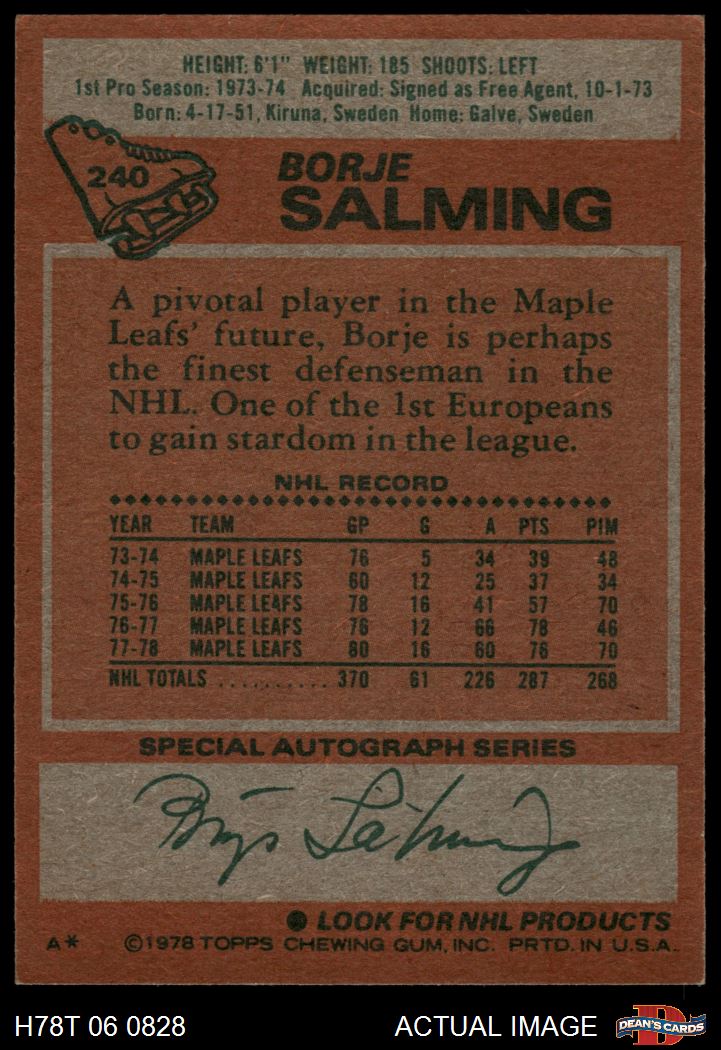 HEIGHT: 6'1" WEIGHT: 185 SHOOTS: LEFT
1st Pro Season: 1973-74 Acquired: Signed as Free Agent, 10-1-73
Born: 4-17-51, Kiruna, Sweden Home: Galve, Sweden
240
BORJE
SALMING
A pivotal player in the Maple
Leafs' future, Borje is perhaps
the finest defenseman in the
NHL. One of the 1st Europeans
to gain stardom in the league.
NHL RECORD
YEAR TEAM GP G A PTS PIM
73-74 MAPLE LEAFS 76 5 34 39 48
74-75 MAPLE LEAFS 60 12 25 37 34
75-76 MAPLE LEAFS 78 16 41 57 70
76-77 MAPLE LEAFS 76 12 66 78 46
77-78 MAPLE LEAFS 80 16 60 76 70
NHL TOTALS .......... 370 61 226 287 268
SPECIAL AUTOGRAPH SERIES
Börje Salming
● LOOK FOR NHL PRODUCTS
A* ©1978 TOPPS CHEWING GUM, INC. PRTD. IN U.S.A.
H78T 06 0828 ACTUAL IMAGE D DEAN'S CARDS